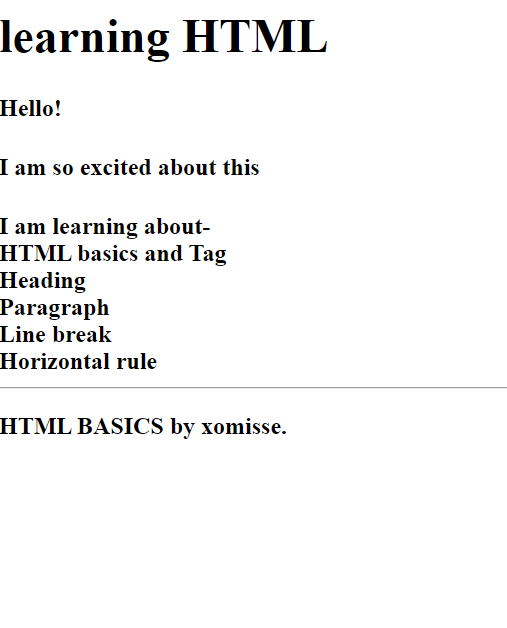 learning HTML
Hello!
I am so excited about this
I am learning about-
HTML basics and Tag
Heading
Paragraph
Line break
Horizontal rule
HTML BASICS by xomisse.